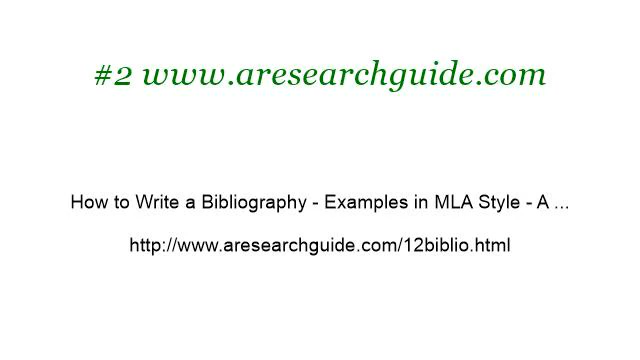 #2 www.aresearchguide.com
How to Write a Bibliography - Examples in MLA Style - A ...
http://www.aresearchguide.com/12biblio.html